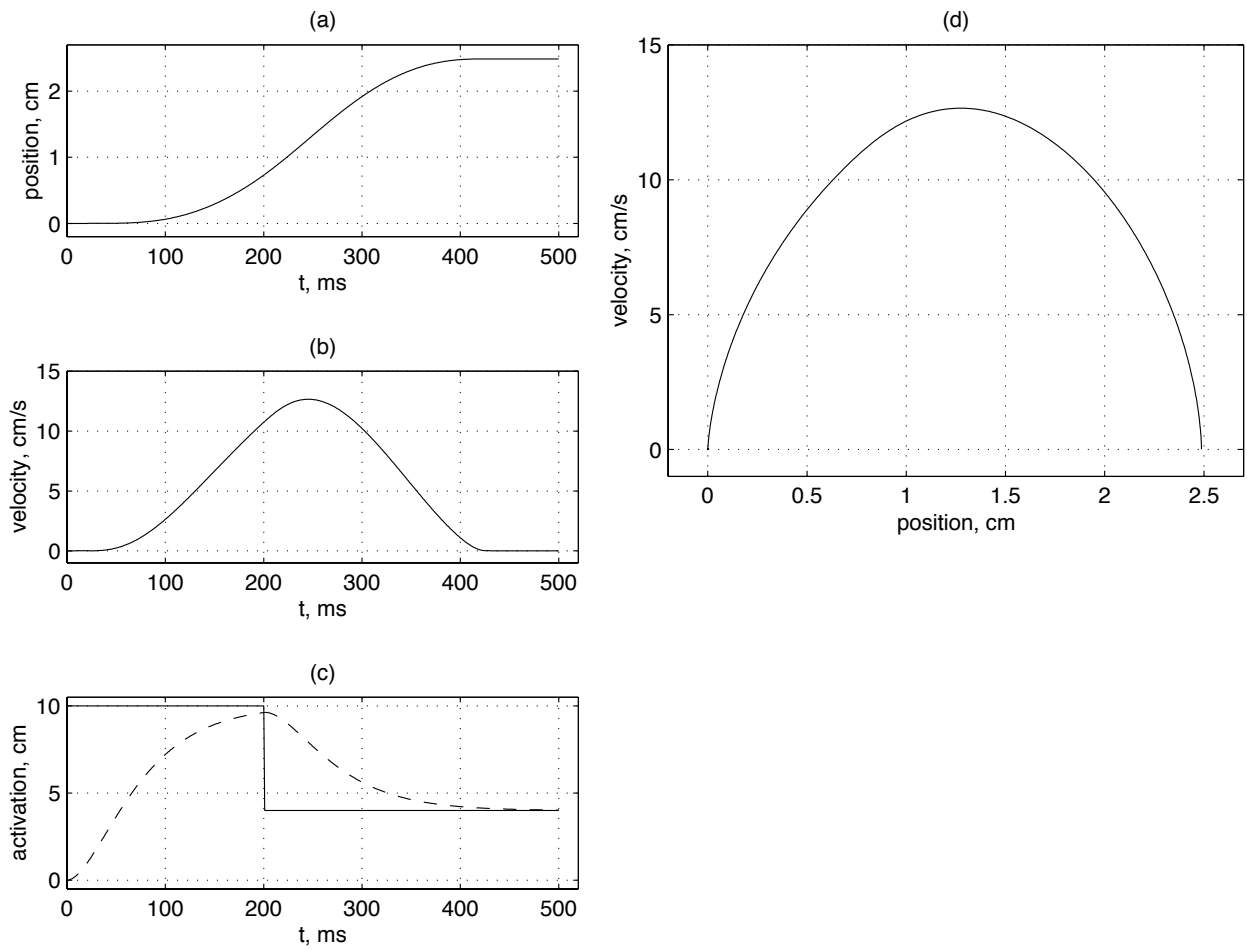 (a)
position, cm
2
1
0
0 100 200 300 400 500
t, ms
(b)
velocity, cm/s
15
10
5
0
0 100 200 300 400 500
t, ms
(c)
activation, cm
10
5
0
0 100 200 300 400 500
t, ms
(d)
velocity, cm/s
15
10
5
0
0 0.5 1 1.5 2 2.5
position, cm